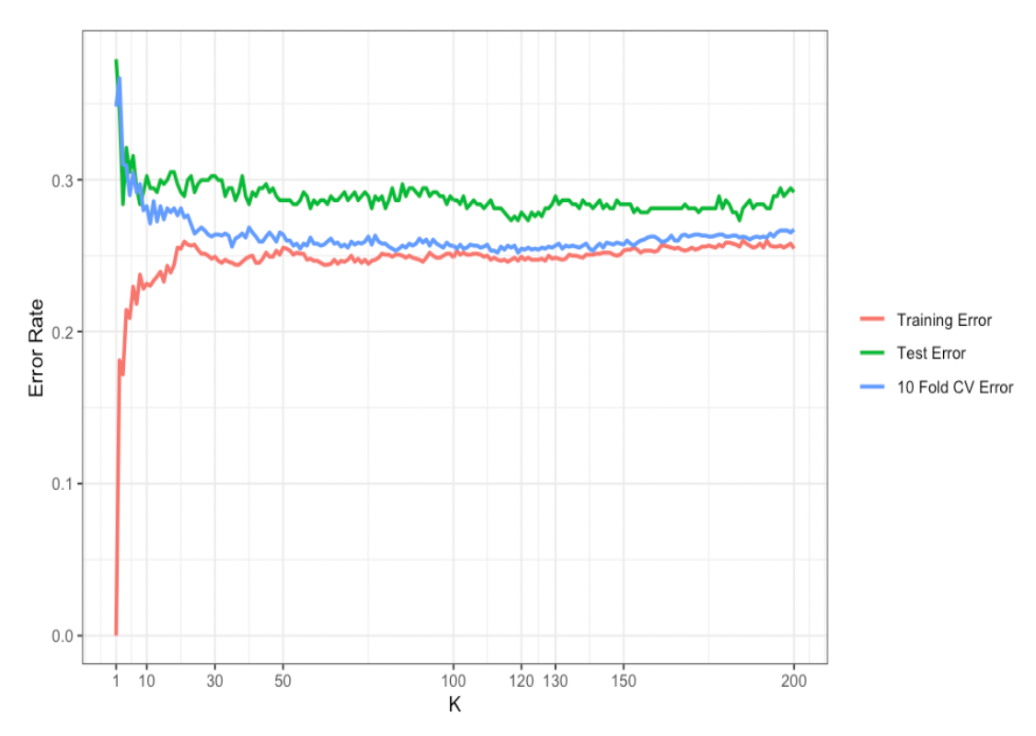 0.3
0.2
0.1
0.0
Error Rate
1 10 30 50 100 120 130 150 200
K
Training Error
Test Error
10 Fold CV Error